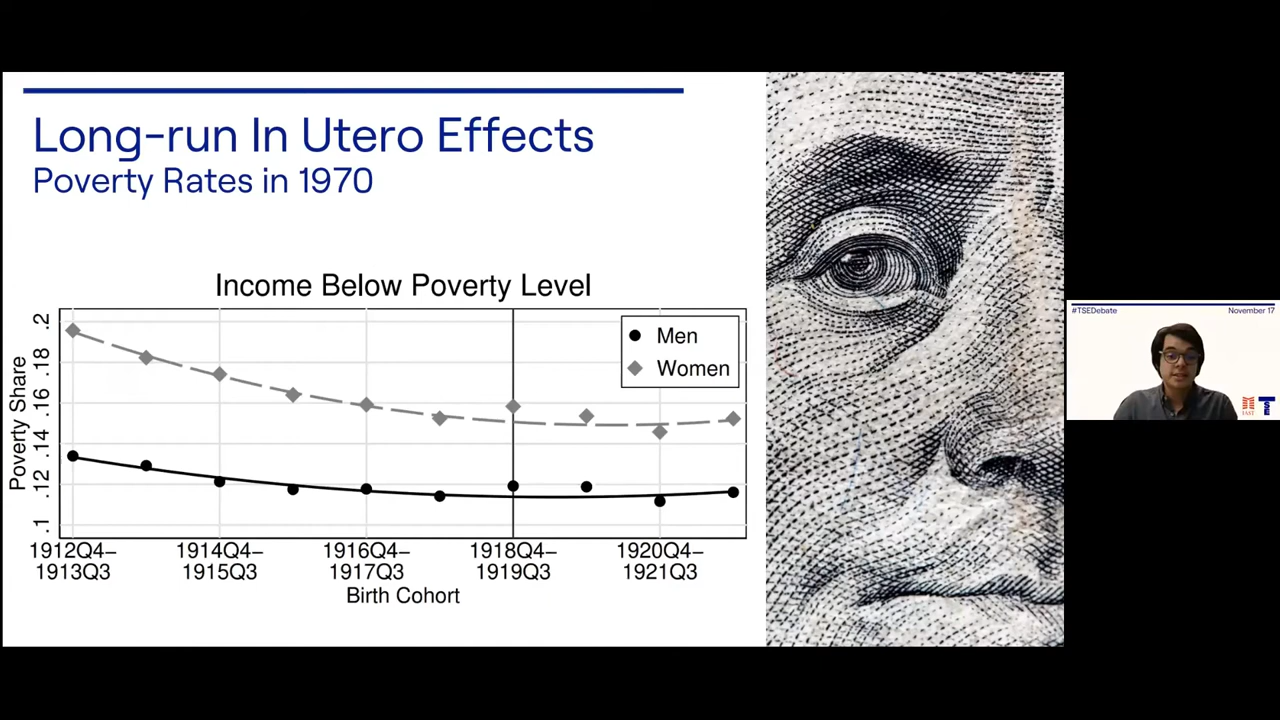 Long-run In Utero Effects
Poverty Rates in 1970
Income Below Poverty Level
Men
Women
Poverty Share
.2
.18
.16
.14
.12
.1
1912Q4–
1913Q3
1914Q4–
1915Q3
1916Q4–
1917Q3
1918Q4–
1919Q3
1920Q4–
1921Q3
Birth Cohort
#TSEDebate
November 17
IAST
TSE